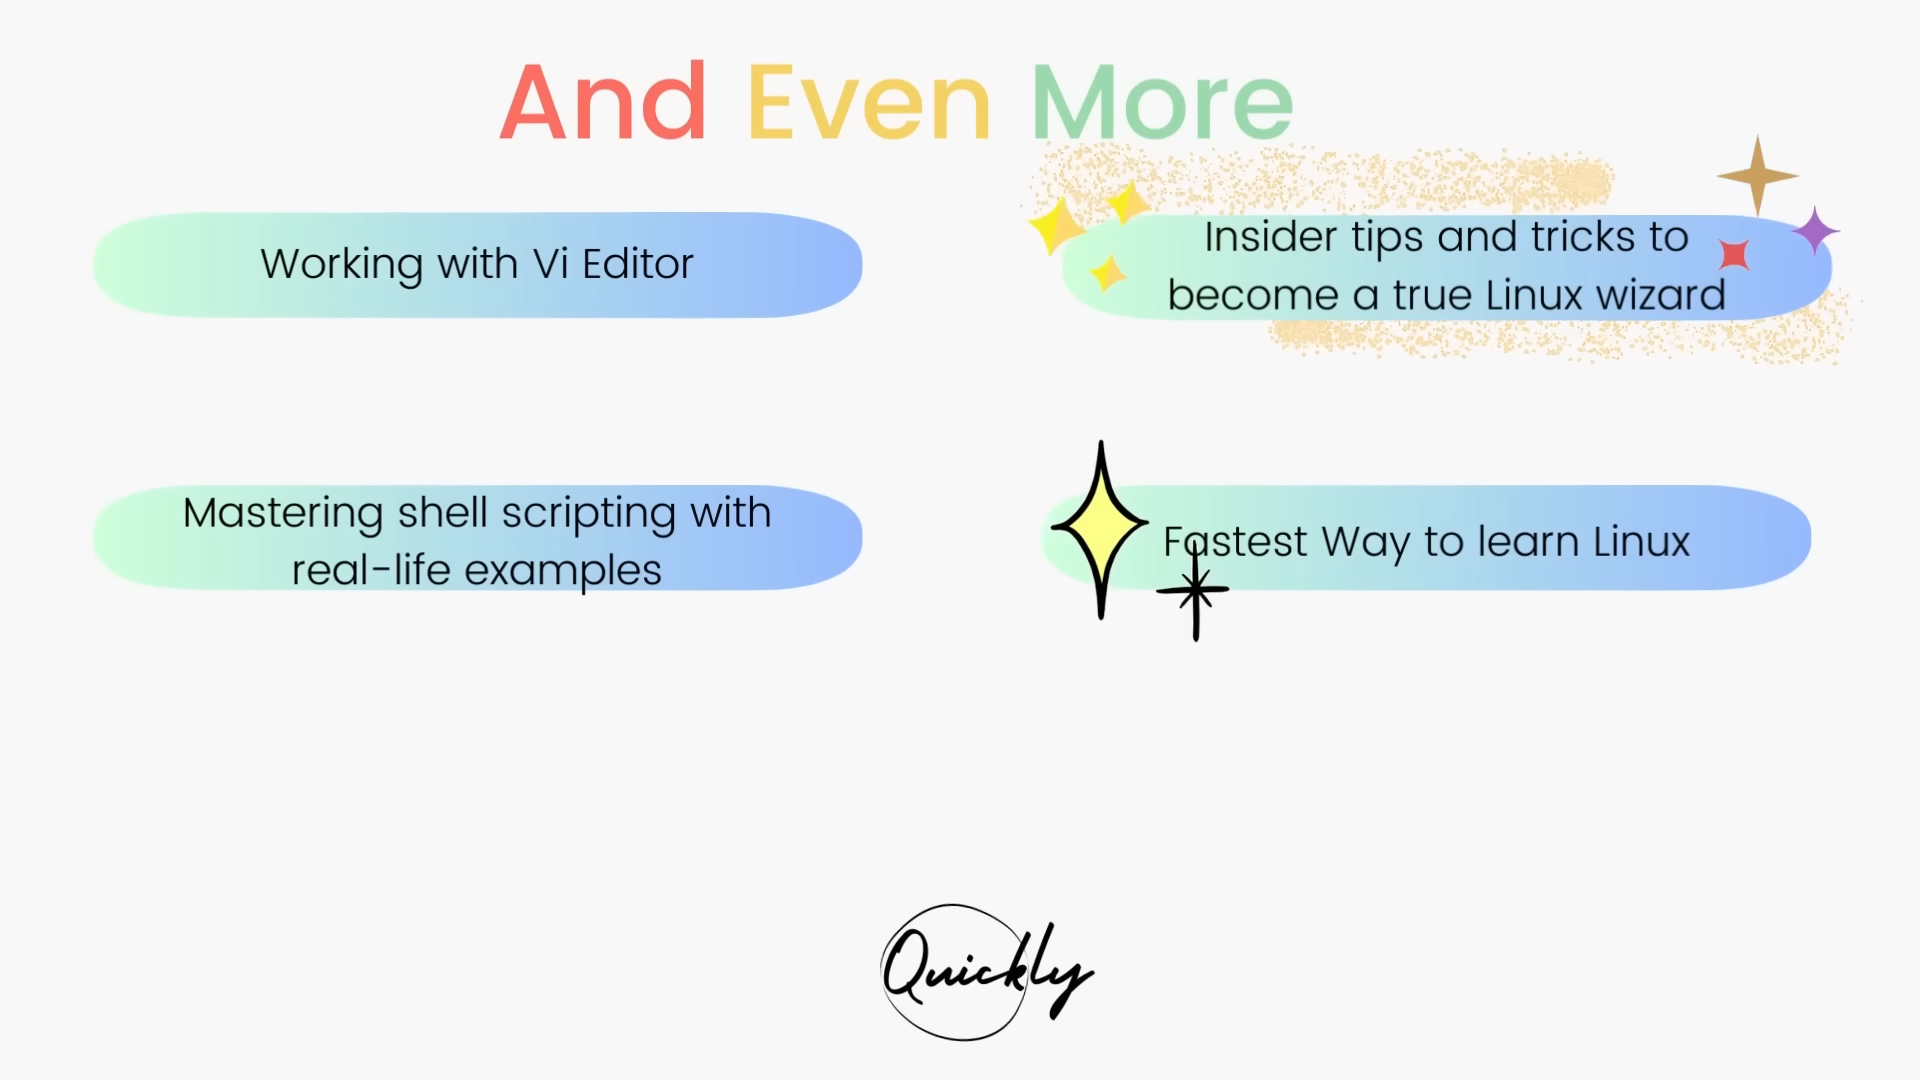 And Even More
Working with Vi Editor
Insider tips and tricks to
become a true Linux wizard
Mastering shell scripting with
real-life examples
Fastest Way to learn Linux
Quickly